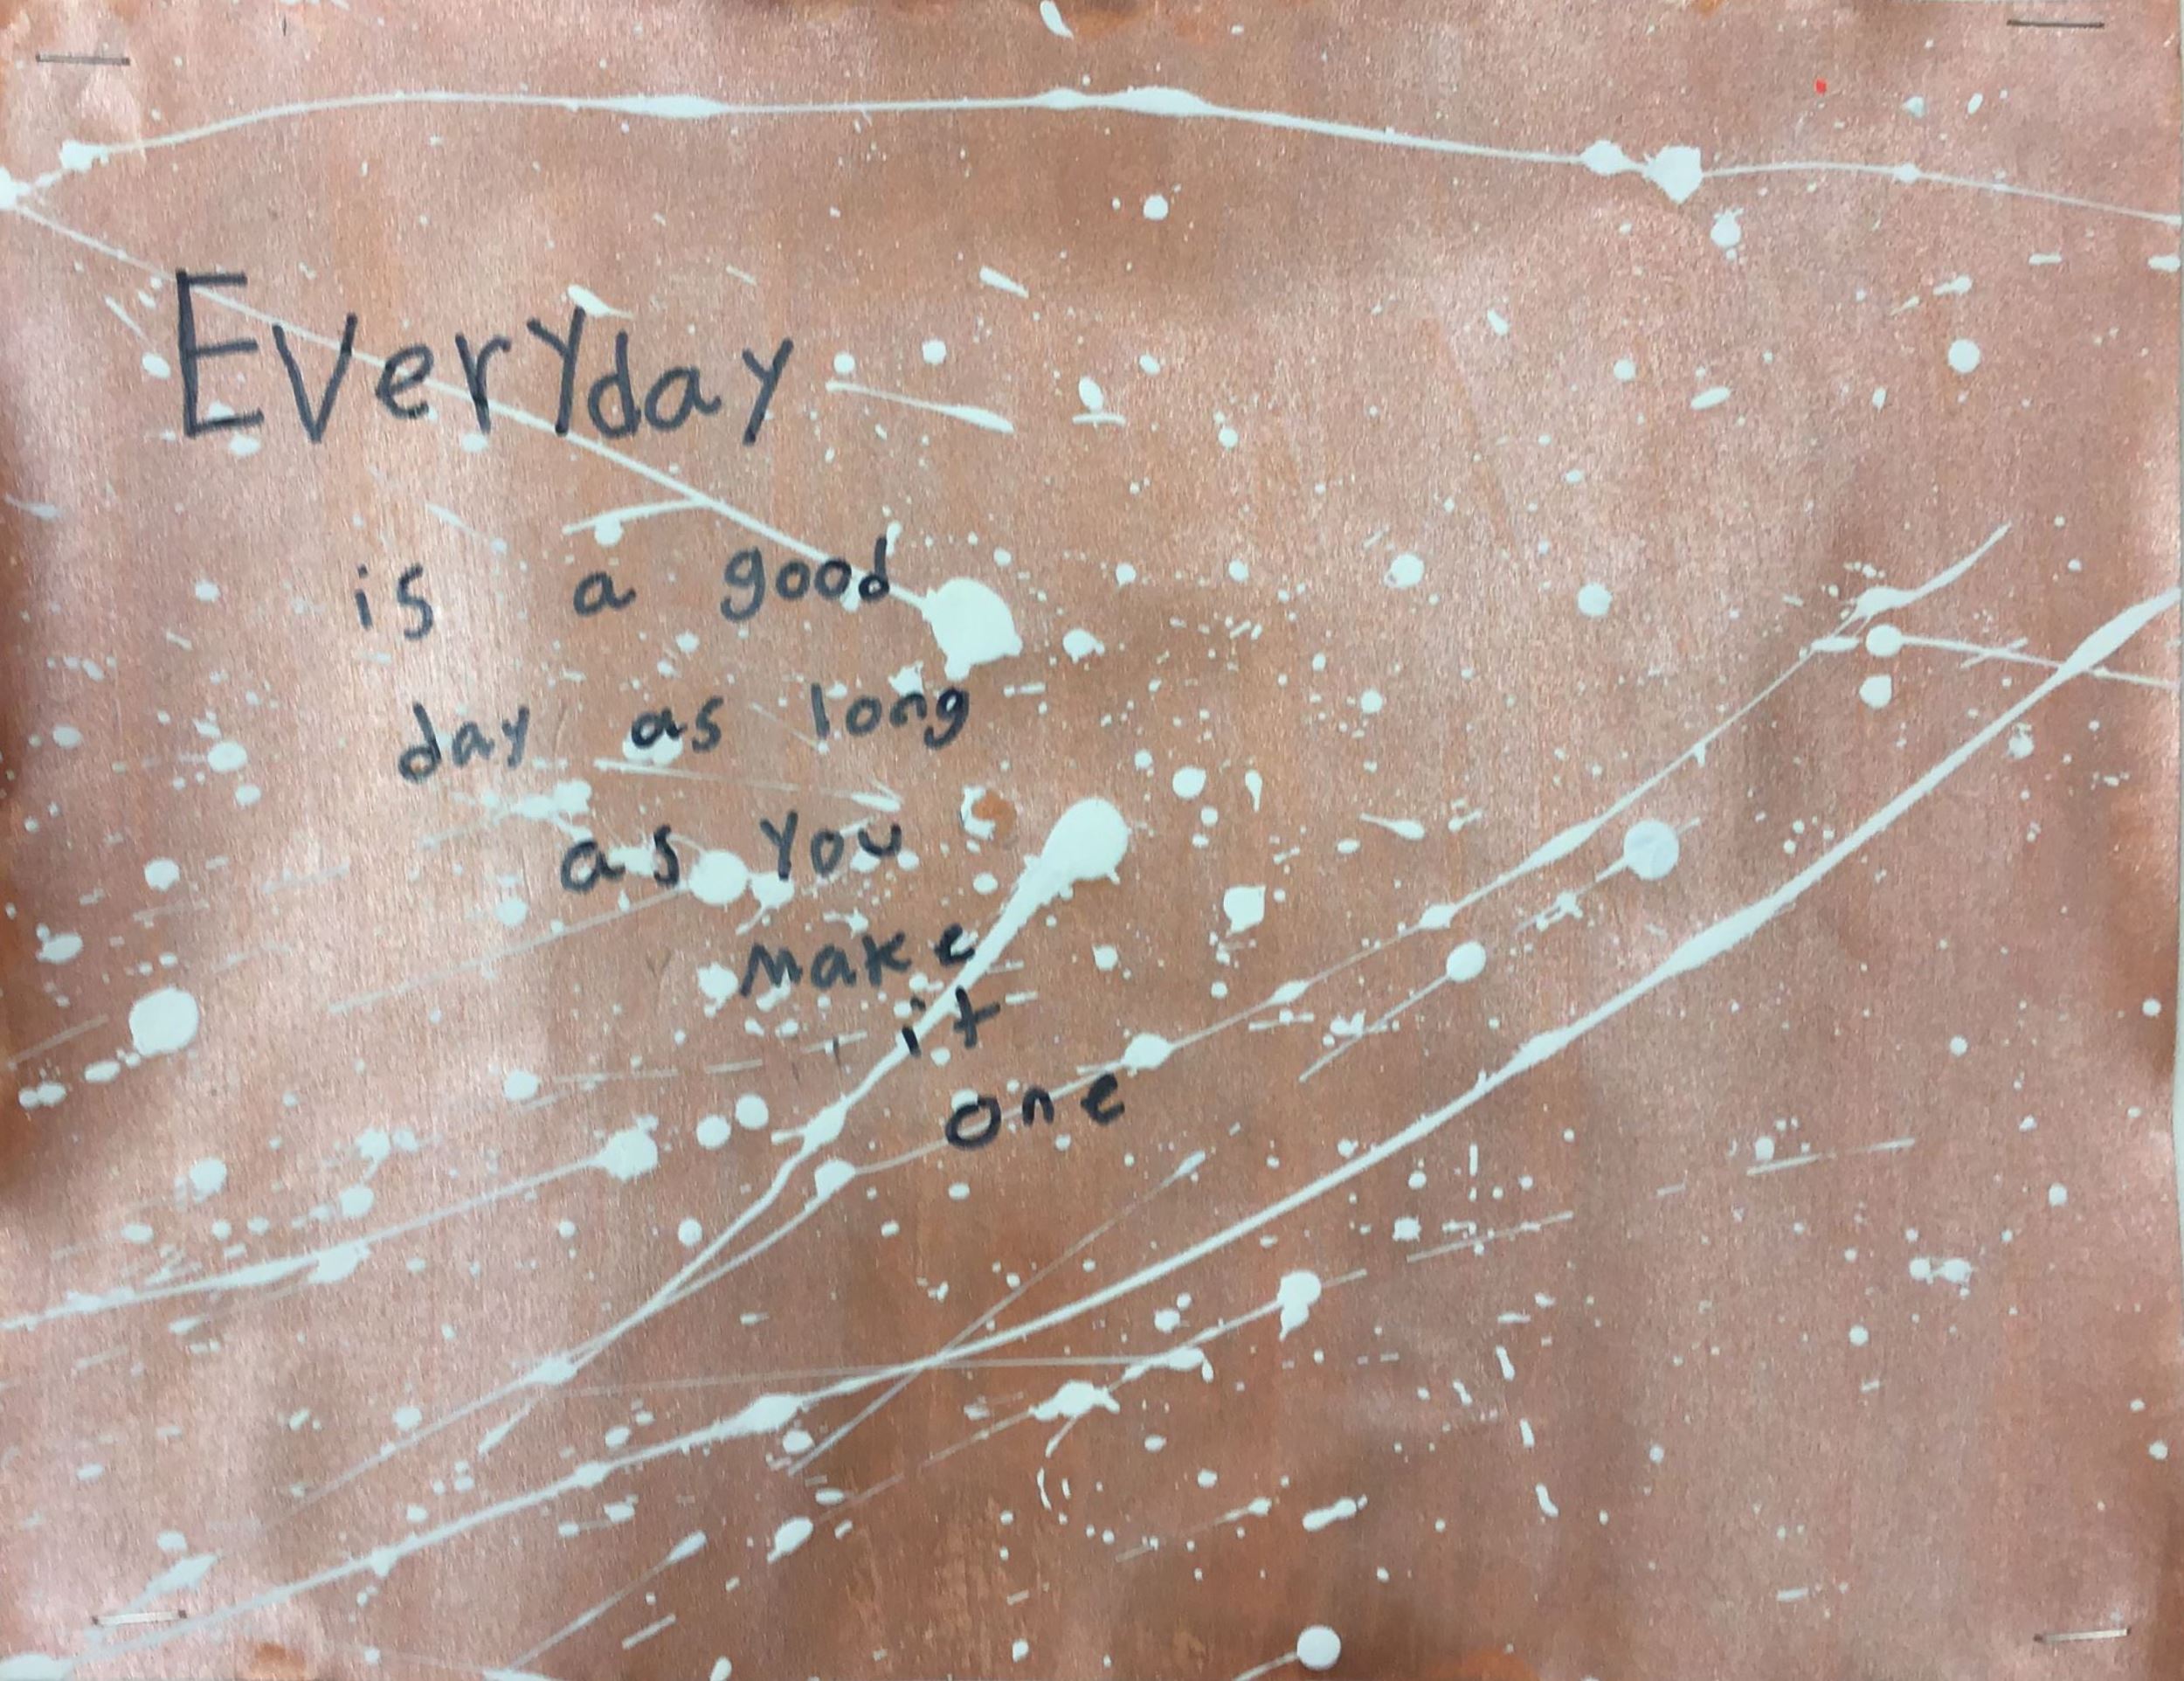 Everyday
is a good
day as long
as you
make
it
one